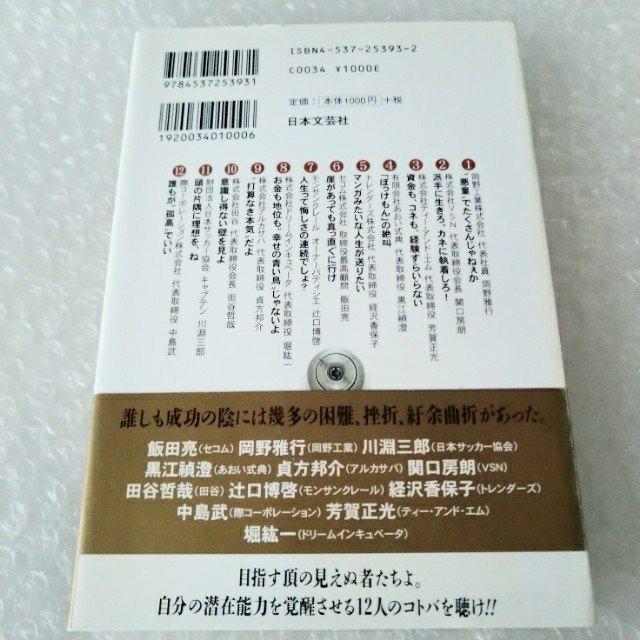 ISBN4-537-25393-2
C0034 ¥1000E
9784537253931
定価：本体1000円＋税
日本文芸社
1920034010006
1 岡野工業株式会社 代表社員 岡野雅行
“悪童”でたくさんじゃねぇか
2 株式会社VSN 代表取締役会長 関口房朗
派手に生きろ。カネに執着しろ！
3 株式会社ティー・アンド・エム 代表取締役 芳賀正光
資金も、コネも、経験すらいらない
4 有限会社あおい式典 代表取締役 黒江禎澄
「ぼっけもん」の絶叫
5 トレンダーズ株式会社 代表取締役 経沢香保子
マンガみたいな人生が送りたい
6 セコム株式会社 取締役最高顧問 飯田亮
崖があっても真っ直ぐに行け
7 モンサンクレール オーナーパティシエ 辻口博啓
人生って悔しさの連続でしょ？
8 株式会社ドリームインキュベータ 代表取締役 堀紘一
お金も地位も、“幸せの青い鳥”じゃないよ
9 株式会社アルカサバ 代表取締役 貞方邦介
“打算なき本気”だよ
10 株式会社田谷 代表取締役会長 田谷哲哉
意識し得ない壁を見よ
11 財団法人日本サッカー協会 キャプテン 川淵三郎
頭の片隅に理想を、ね
12 際コーポレーション株式会社 代表取締役 中島武
誰もが、“孤高”でいい
誰しも成功の陰には幾多の困難、挫折、紆余曲折があった。
飯田亮(セコム) 岡野雅行(岡野工業) 川淵三郎(日本サッカー協会)
黒江禎澄(あおい式典) 貞方邦介(アルカサバ) 関口房朗(VSN)
田谷哲哉(田谷) 辻口博啓(モンサンクレール) 経沢香保子(トレンダーズ)
中島武(際コーポレーション) 芳賀正光(ティー・アンド・エム)
堀紘一(ドリームインキュベータ)
目指す頂の見えぬ者たちよ。
自分の潜在能力を覚醒させる12人のコトバを聴け!!